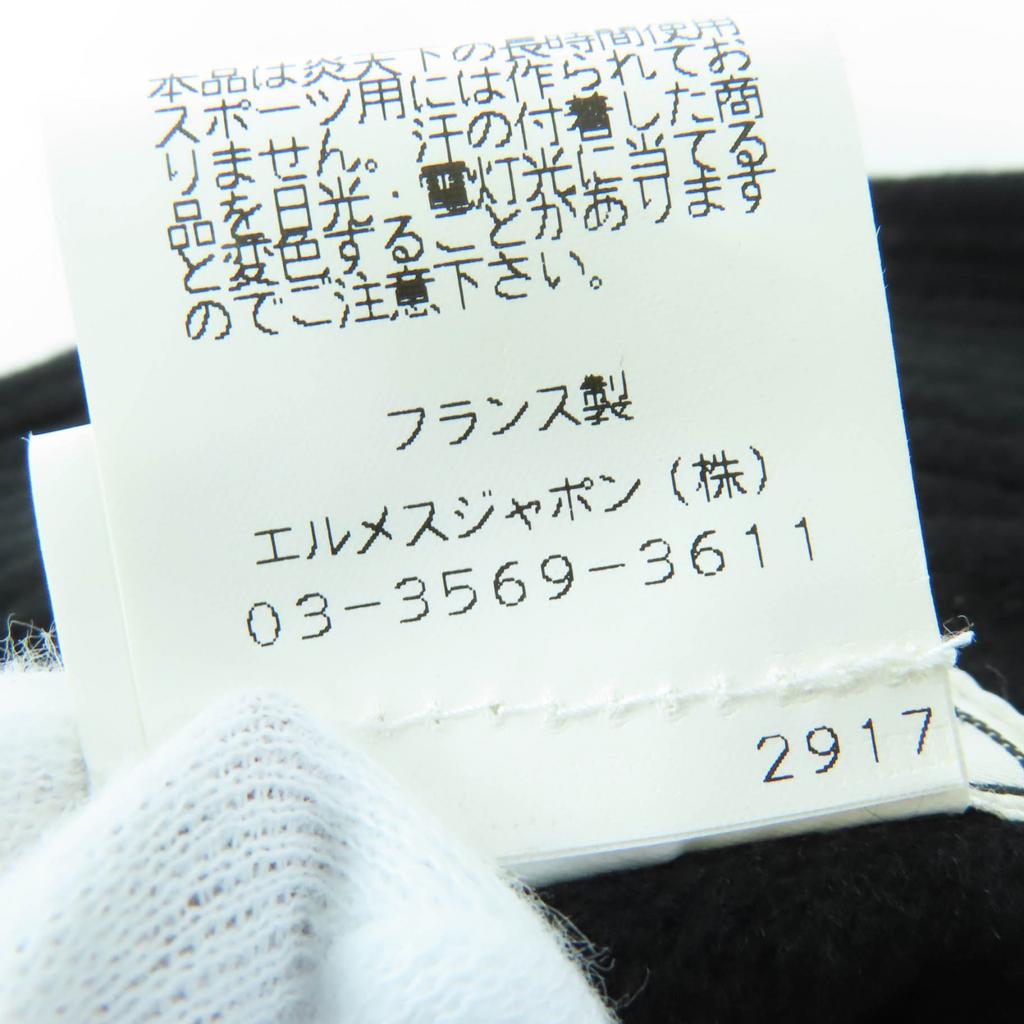 本品は炎天下の長時間使用
スポーツ用には作られてお
りません。汗の付着した商
品を日光・電灯光に当てる
と変色することがあります
のでご注意下さい。
フランス製
エルメスジャポン（株）
03-3569-3611
2917